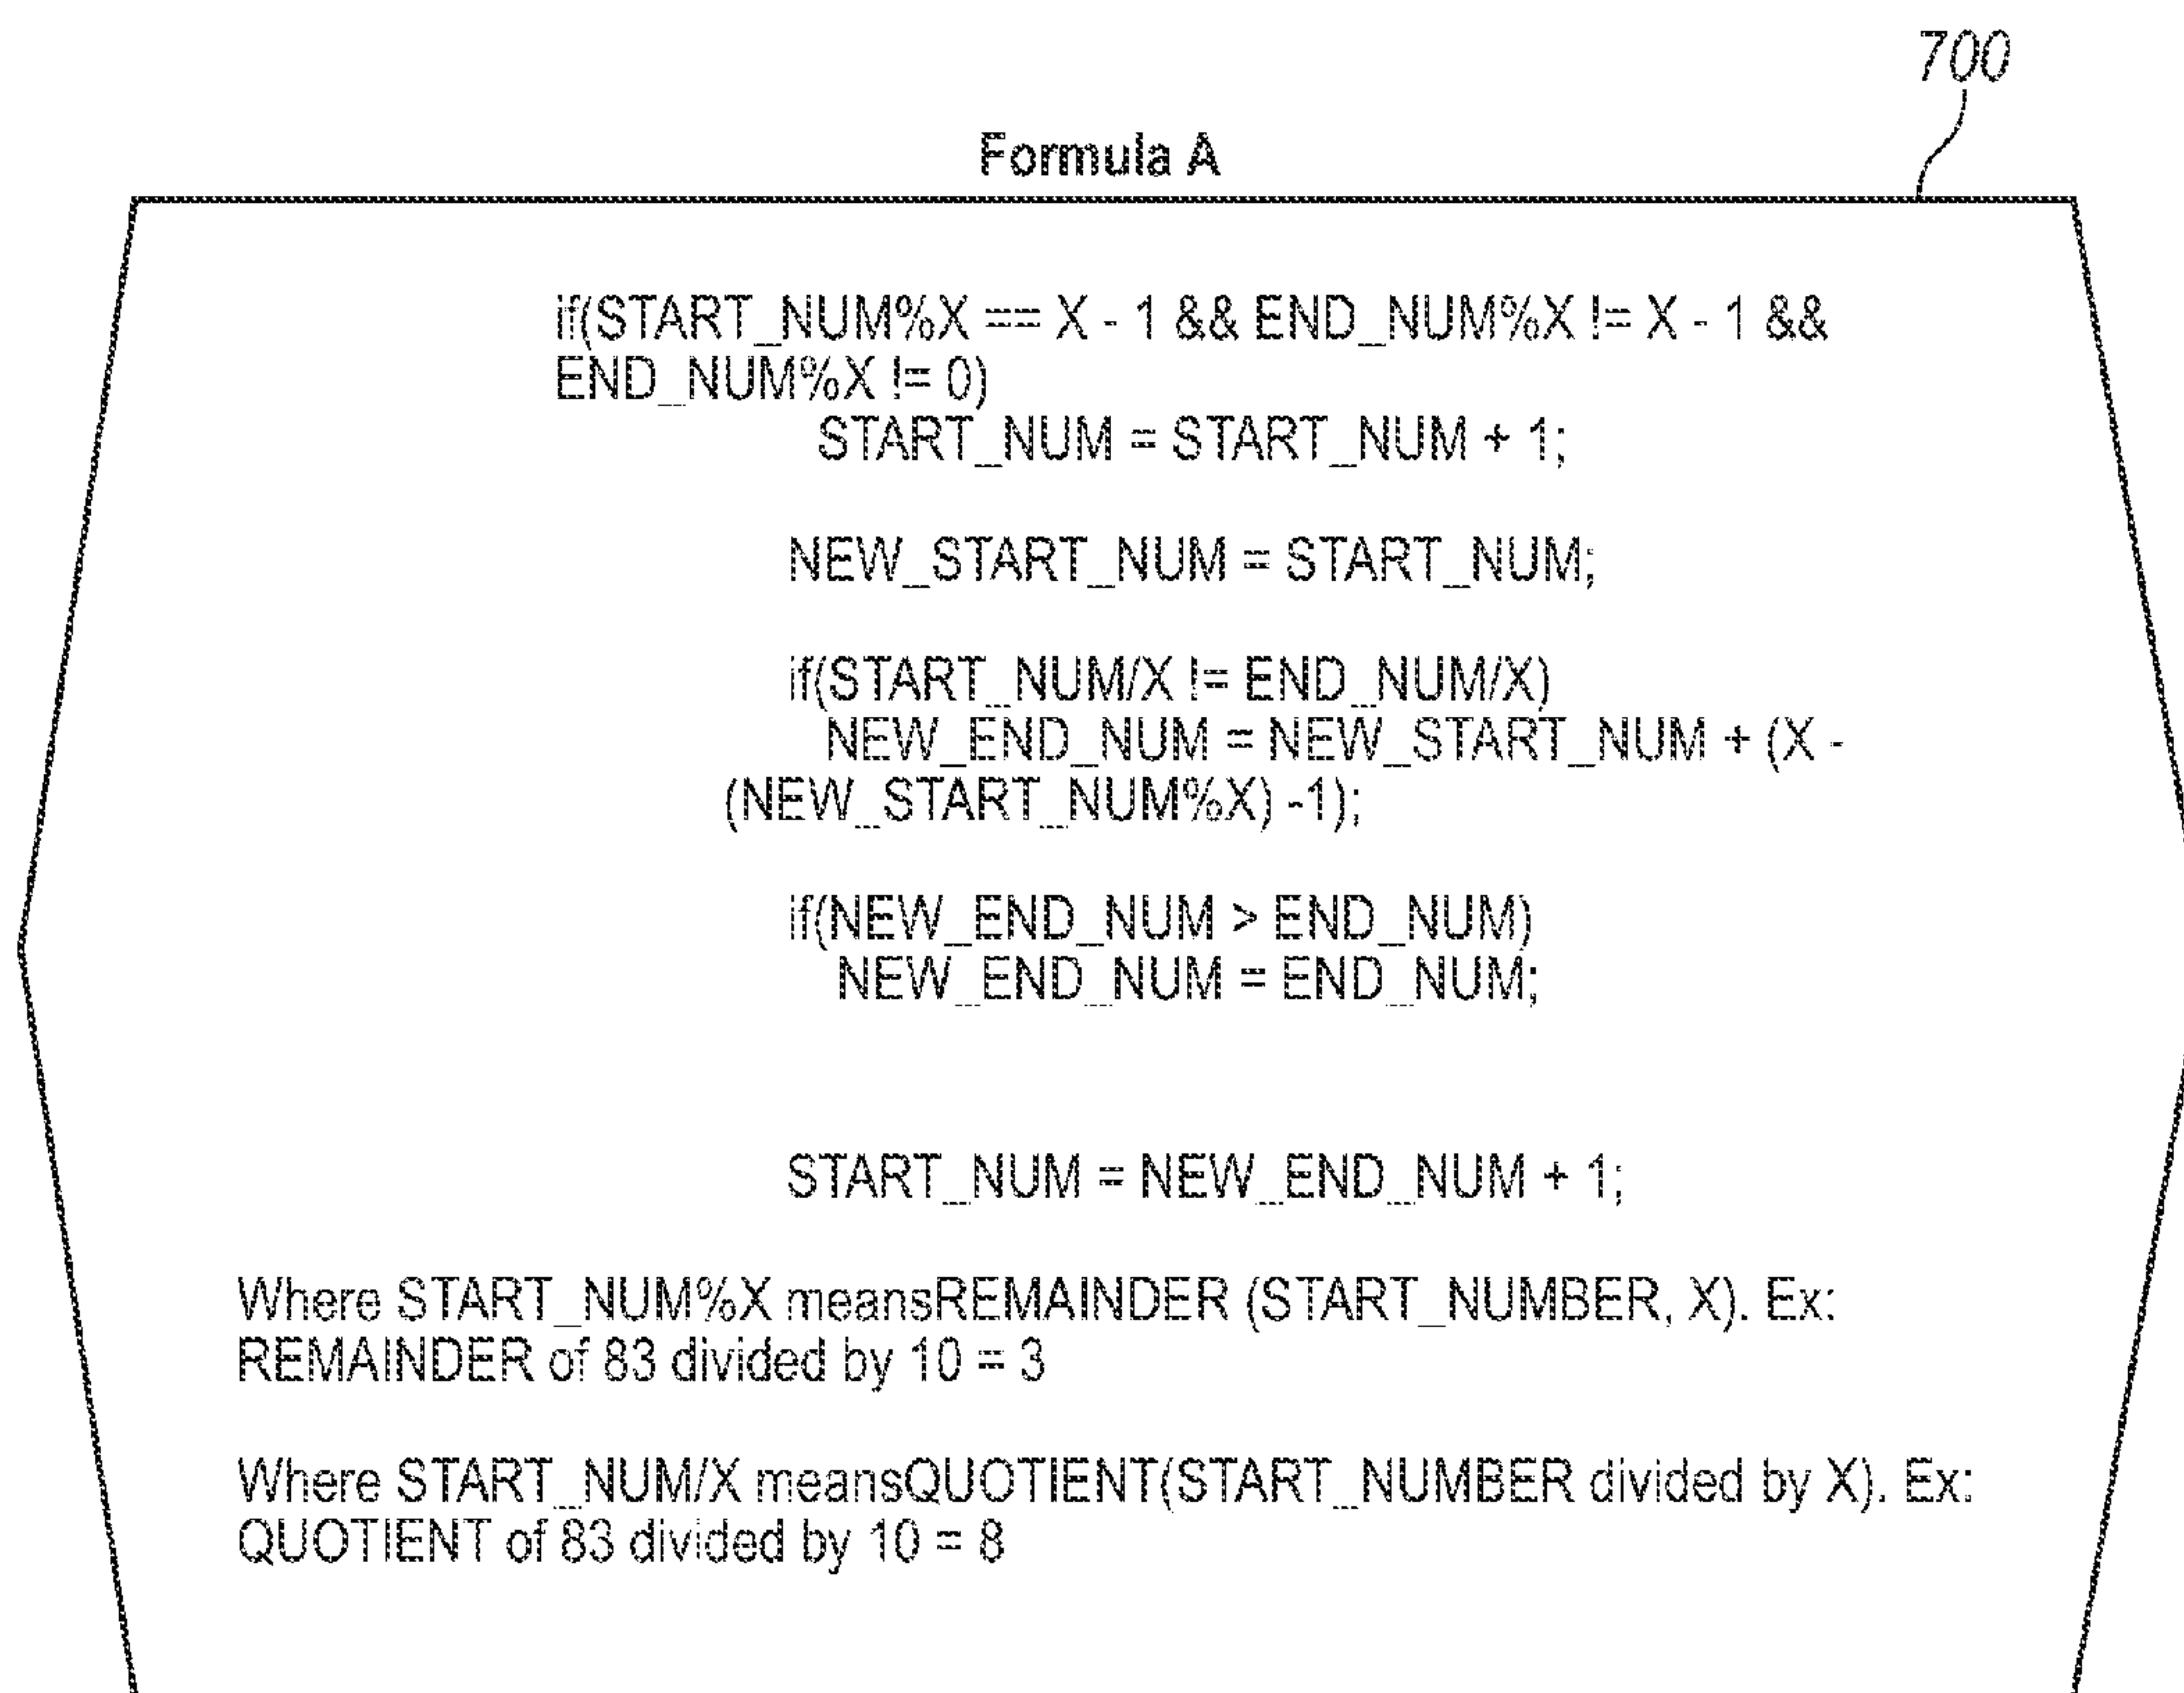 700
Formula A
if(START_NUM%X == X - 1 && END_NUM%X != X - 1 &&
END_NUM%X != 0)
START_NUM = START_NUM + 1;
NEW_START_NUM = START_NUM;
if(START_NUM/X != END_NUM/X)
NEW_END_NUM = NEW_START_NUM + (X -
(NEW_START_NUM%X) -1);
if(NEW_END_NUM > END_NUM)
NEW_END_NUM = END_NUM;
START_NUM = NEW_END_NUM + 1;
Where START_NUM%X meansREMAINDER (START_NUMBER, X). Ex:
REMAINDER of 83 divided by 10 = 3
Where START_NUM/X meansQUOTIENT(START_NUMBER divided by X). Ex:
QUOTIENT of 83 divided by 10 = 8